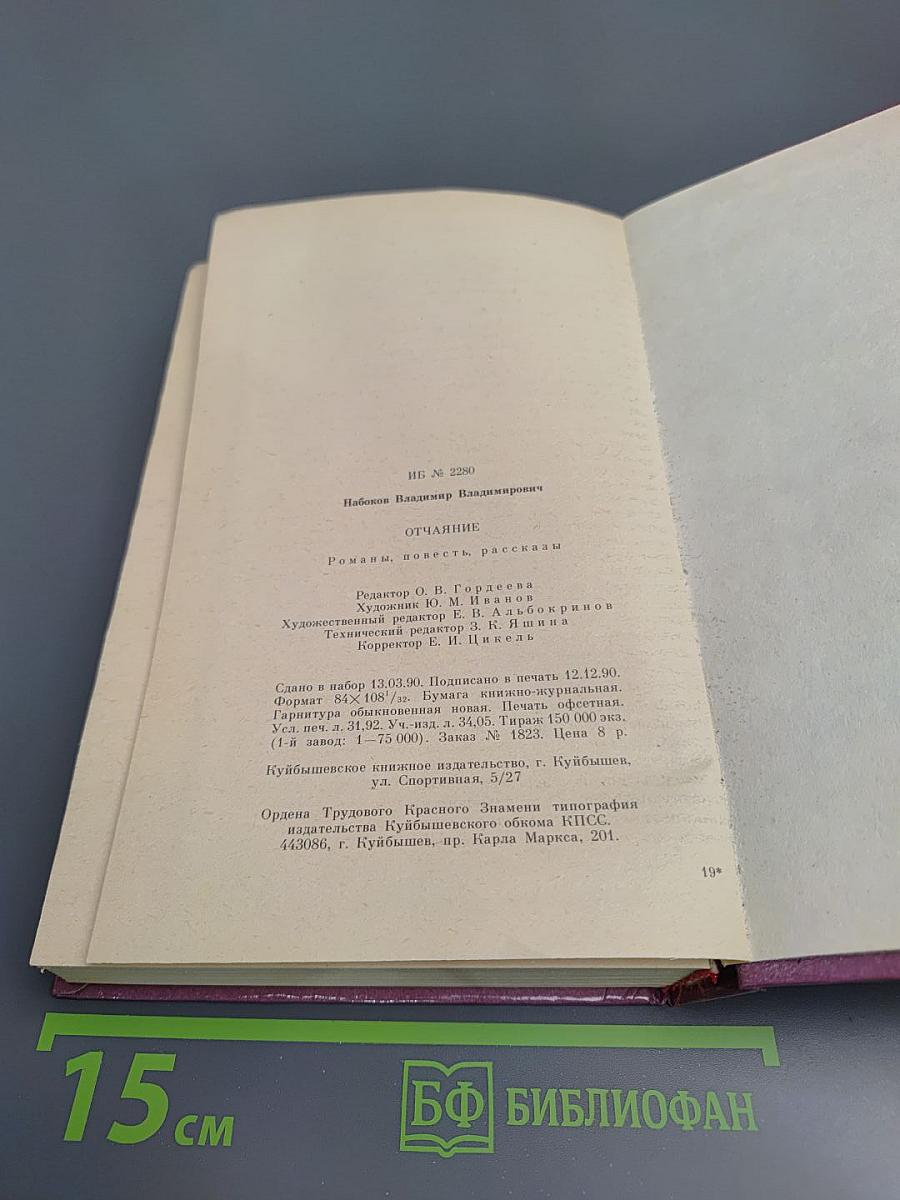 ИБ № 2280
Набоков Владимир Владимирович
ОТЧАЯНИЕ
Романы, повесть, рассказы
Редактор О. В. Гордеева
Художник Ю. М. Иванов
Художественный редактор Е. В. Альбокринов
Технический редактор З. К. Яшина
Корректор Е. И. Цикель
Сдано в набор 13.03.90. Подписано в печать 12.12.90.
Формат 84×108¹/₃₂. Бумага книжно-журнальная.
Гарнитура обыкновенная новая. Печать офсетная.
Усл. печ. л. 31,92. Уч.-изд. л. 34,05. Тираж 150 000 экз.
(1-й завод: 1—75 000). Заказ № 1823. Цена 8 р.
Куйбышевское книжное издательство, г. Куйбышев,
ул. Спортивная, 5/27
Ордена Трудового Красного Знамени типография
издательства Куйбышевского обкома КПСС.
443086, г. Куйбышев, пр. Карла Маркса, 201.
19*
15 см
БФ БИБЛИОФАН